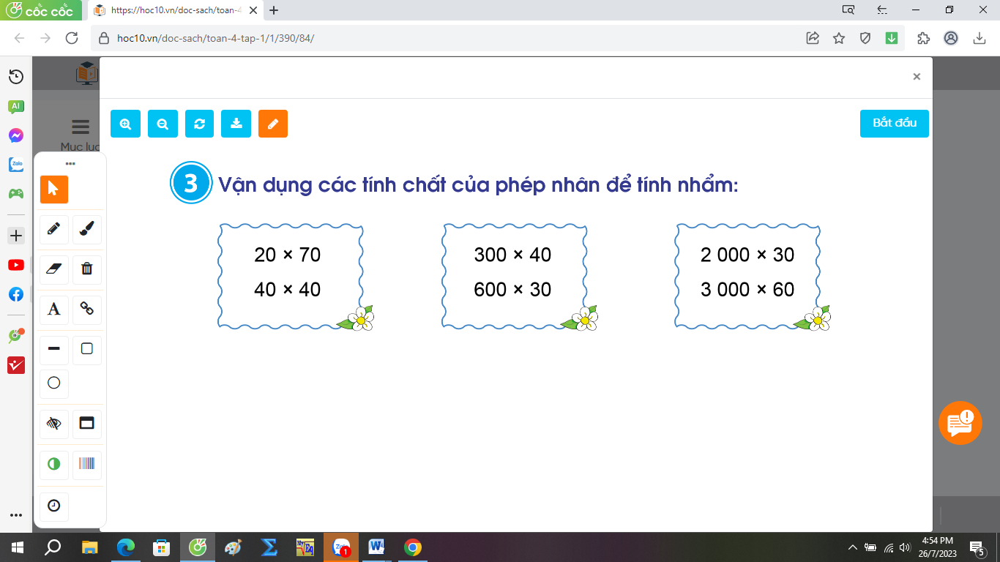 cốc cốc
https://hoc10.vn/doc-sach/toan-4
hoc10.vn/doc-sach/toan-4-tap-1/1/390/84/
AI
Mục lục
Zalo
Bắt đầu
3 Vận dụng các tính chất của phép nhân để tính nhẩm:
20 × 70
40 × 40
300 × 40
600 × 30
2 000 × 30
3 000 × 60
A
4:54 PM
26/7/2023
1
5